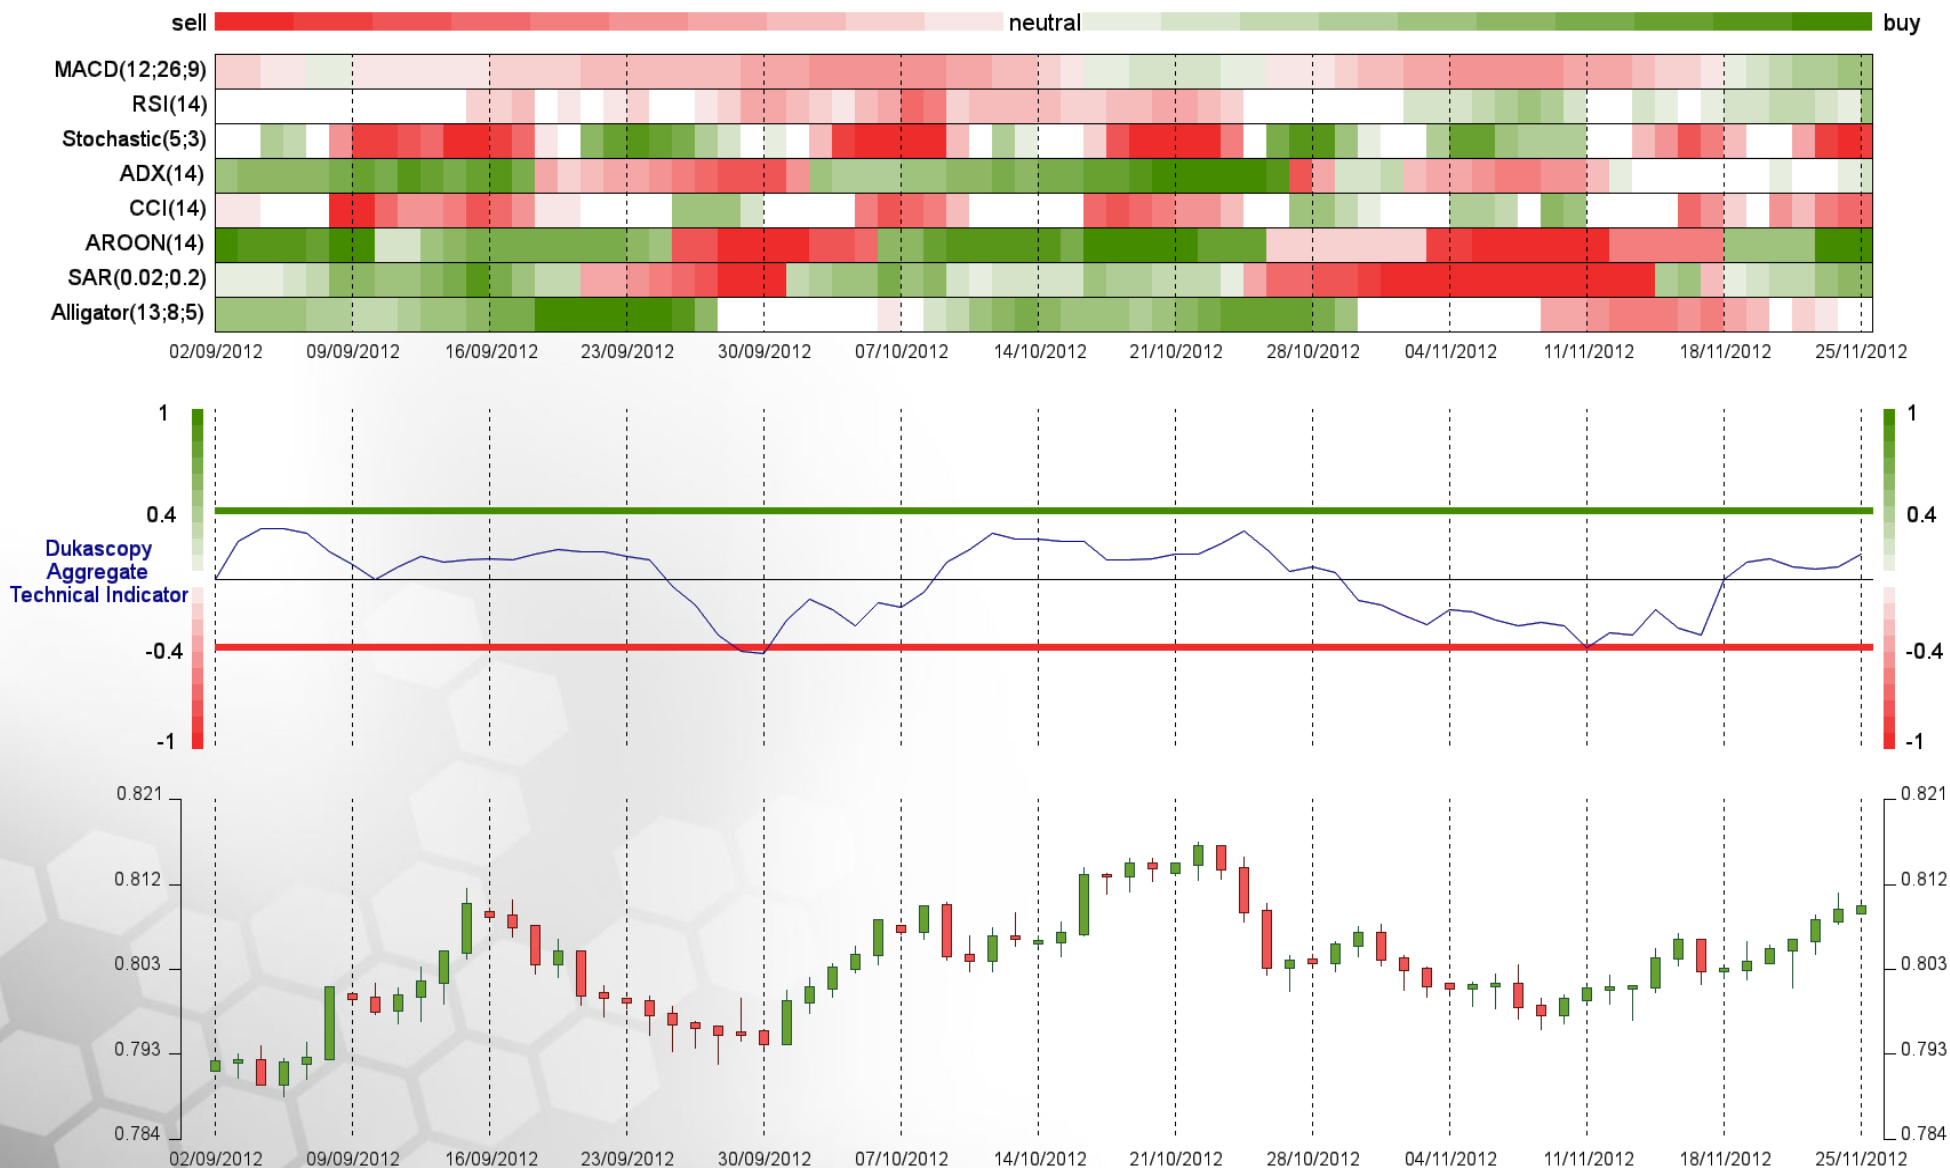 sell neutral buy
MACD(12;26;9)
RSI(14)
Stochastic(5;3)
ADX(14)
CCI(14)
AROON(14)
SAR(0.02;0.2)
Alligator(13;8;5)
02/09/2012 09/09/2012 16/09/2012 23/09/2012 30/09/2012 07/10/2012 14/10/2012 21/10/2012 28/10/2012 04/11/2012 11/11/2012 18/11/2012 25/11/2012
1 1
0.4 0.4
Dukascopy
Aggregate
Technical Indicator
-0.4 -0.4
-1 -1
0.821 0.821
0.812 0.812
0.803 0.803
0.793 0.793
0.784 0.784
02/09/2012 09/09/2012 16/09/2012 23/09/2012 30/09/2012 07/10/2012 14/10/2012 21/10/2012 28/10/2012 04/11/2012 11/11/2012 18/11/2012 25/11/2012